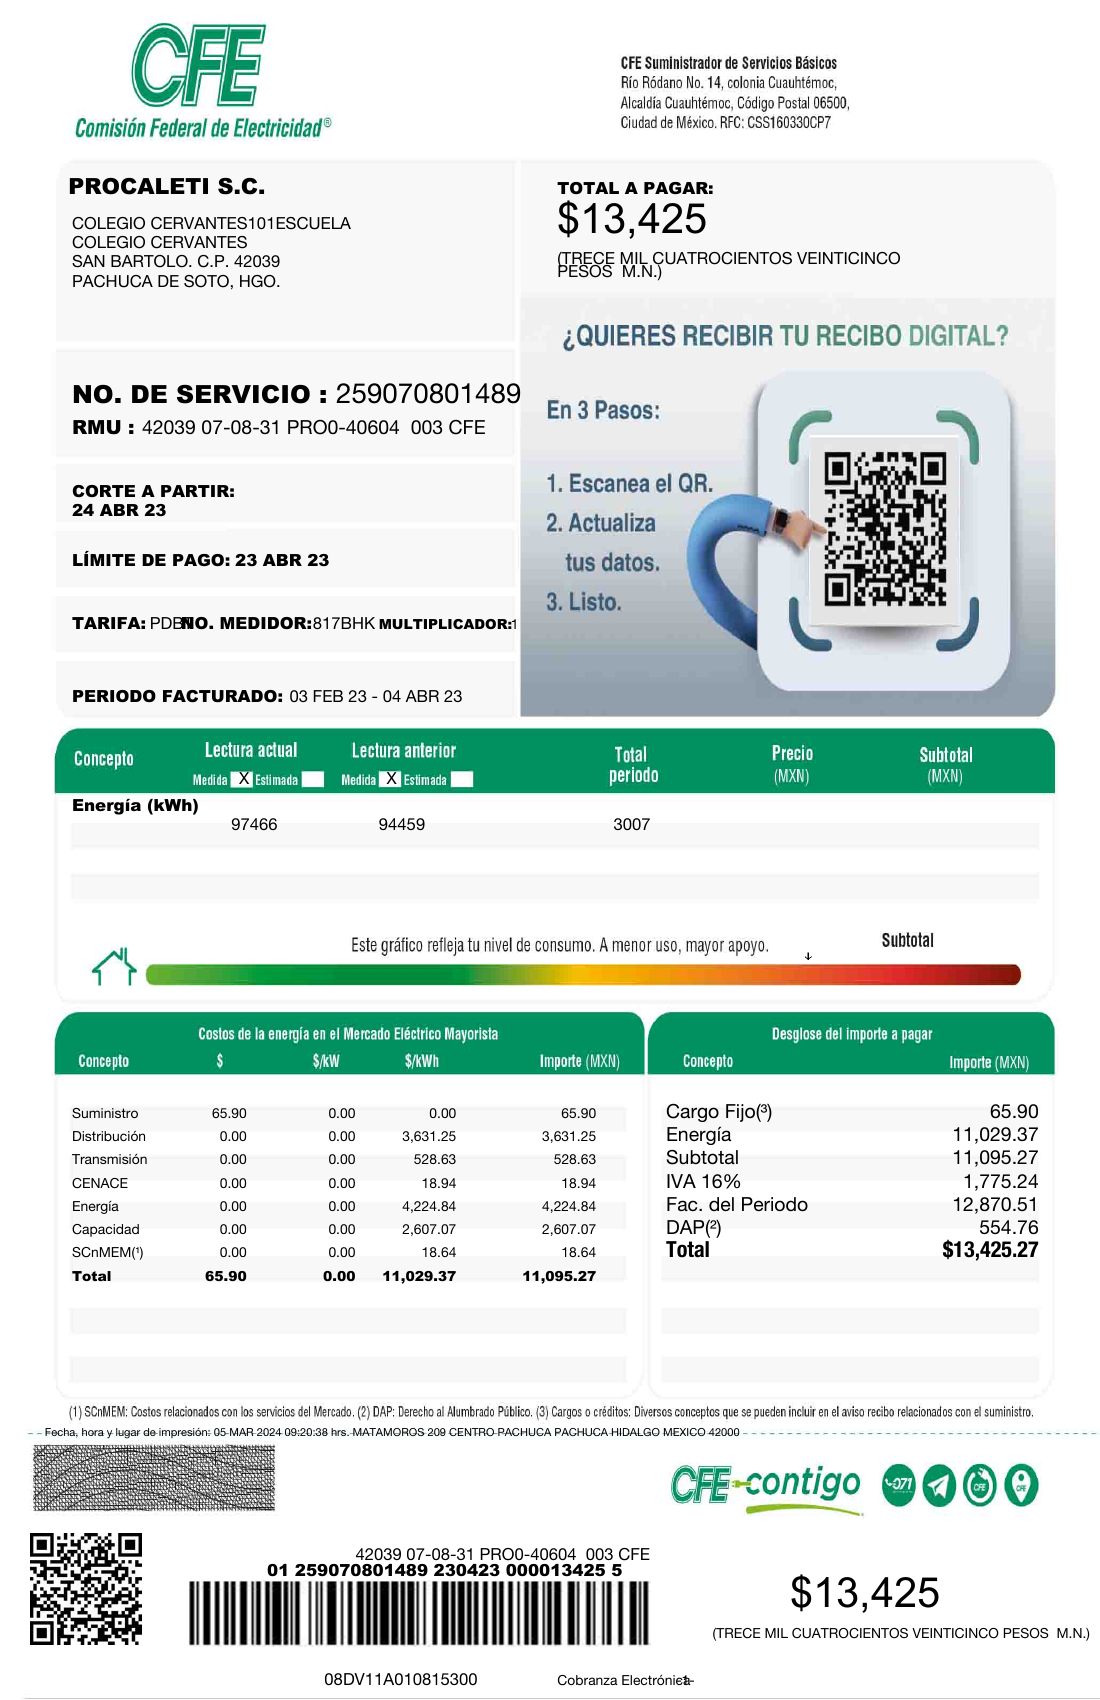 CFE
Comisión Federal de Electricidad®
CFE Suministrador de Servicios Básicos
Río Ródano No. 14, colonia Cuauhtémoc,
Alcaldía Cuauhtémoc, Código Postal 06500,
Ciudad de México. RFC: CSS160330CP7
PROCALETI S.C.
COLEGIO CERVANTES101ESCUELA
COLEGIO CERVANTES
SAN BARTOLO. C.P. 42039
PACHUCA DE SOTO, HGO.
TOTAL A PAGAR:
$13,425
(TRECE MIL CUATROCIENTOS VEINTICINCO
PESOS M.N.)
¿QUIERES RECIBIR TU RECIBO DIGITAL?
En 3 Pasos:
1. Escanea el QR.
2. Actualiza
tus datos.
3. Listo.
NO. DE SERVICIO : 259070801489
RMU : 42039 07-08-31 PRO0-40604 003 CFE
CORTE A PARTIR:
24 ABR 23
LÍMITE DE PAGO: 23 ABR 23
TARIFA: PDBT NO. MEDIDOR:817BHK MULTIPLICADOR:1
PERIODO FACTURADO: 03 FEB 23 - 04 ABR 23
Concepto Lectura actual Lectura anterior Total periodo Precio (MXN) Subtotal (MXN)
Medida X Estimada Medida X Estimada
Energía (kWh)
97466 94459 3007
Este gráfico refleja tu nivel de consumo. A menor uso, mayor apoyo. Subtotal
Costos de la energía en el Mercado Eléctrico Mayorista
Concepto $ $/kW $/kWh Importe (MXN)
Suministro 65.90 0.00 0.00 65.90
Distribución 0.00 0.00 3,631.25 3,631.25
Transmisión 0.00 0.00 528.63 528.63
CENACE 0.00 0.00 18.94 18.94
Energía 0.00 0.00 4,224.84 4,224.84
Capacidad 0.00 0.00 2,607.07 2,607.07
SCnMEM(¹) 0.00 0.00 18.64 18.64
Total 65.90 0.00 11,029.37 11,095.27
Desglose del importe a pagar
Concepto Importe (MXN)
Cargo Fijo(³) 65.90
Energía 11,029.37
Subtotal 11,095.27
IVA 16% 1,775.24
Fac. del Periodo 12,870.51
DAP(²) 554.76
Total $13,425.27
(1) SCnMEM: Costos relacionados con los servicios del Mercado. (2) DAP: Derecho al Alumbrado Público. (3) Cargos o créditos: Diversos conceptos que se pueden incluir en el aviso recibo relacionados con el suministro.
Fecha, hora y lugar de impresión: 05 MAR 2024 09:20:38 hrs. MATAMOROS 209 CENTRO PACHUCA PACHUCA HIDALGO MEXICO 42000
CFE contigo
071
CFE
CFE
42039 07-08-31 PRO0-40604 003 CFE
01 259070801489 230423 000013425 5
$13,425
(TRECE MIL CUATROCIENTOS VEINTICINCO PESOS M.N.)
08DV11A010815300
Cobranza Electrónica